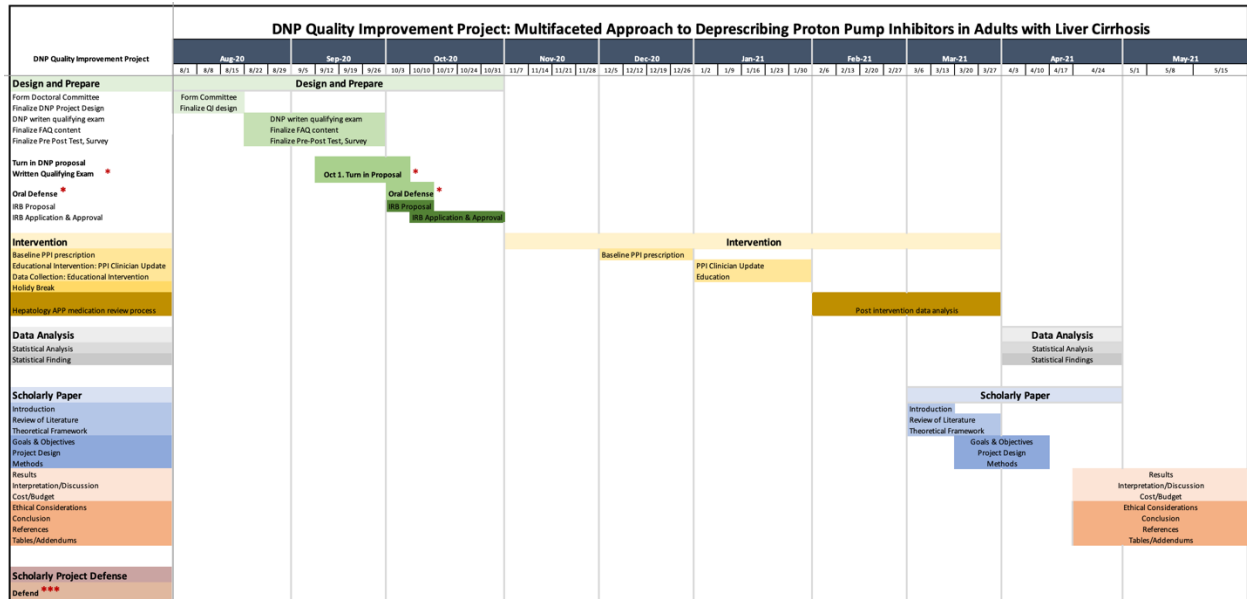 DNP Quality Improvement Project: Multifaceted Approach to Deprescribing Proton Pump Inhibitors in Adults with Liver Cirrhosis
DNP Quality Improvement Project Aug-20 Sep-20 Oct-20 Nov-20 Dec-20 Jan-21 Feb-21 Mar-21 Apr-21 May-21
8/1 8/8 8/15 8/22 8/29 9/5 9/12 9/19 9/26 10/3 10/10 10/17 10/24 10/31 11/7 11/14 11/21 11/28 12/5 12/12 12/19 12/26 1/2 1/9 1/16 1/23 1/30 2/6 2/13 2/20 2/27 3/6 3/13 3/20 3/27 4/3 4/10 4/17 4/24 5/1 5/8 5/15
Design and Prepare Design and Prepare
Form Doctoral Committee Form Committee
Finalize DNP Project Design Finalize QI design
DNP writen qualifying exam DNP writen qualifying exam
Finalize FAQ content Finalize FAQ content
Finalize Pre Post Test, Survey Finalize Pre-Post Test, Survey
Turn in DNP proposal
Written Qualifying Exam * Oct 1. Turn in Proposal *
Oral Defense * Oral Defense *
IRB Proposal IRB Proposal
IRB Application & Approval IRB Application & Approval
Intervention Intervention
Baseline PPI prescription Baseline PPI prescription
Educational Intervention: PPI Clinician Update PPI Clinician Update
Data Collection: Educational Intervention Education
Holidy Break
Hepatology APP medication review process Post intervention data analysis
Data Analysis Data Analysis
Statistical Analysis Statistical Analysis
Statistical Finding Statistical Findings
Scholarly Paper Scholarly Paper
Introduction Introduction
Review of Literature Review of Literature
Theoretical Framework Theoretical Framework
Goals & Objectives Goals & Objectives
Project Design Project Design
Methods Methods
Results Results
Interpretation/Discussion Interpretation/Discussion
Cost/Budget Cost/Budget
Ethical Considerations Ethical Considerations
Conclusion Conclusion
References References
Tables/Addendums Tables/Addendums
Scholarly Project Defense
Defend ***